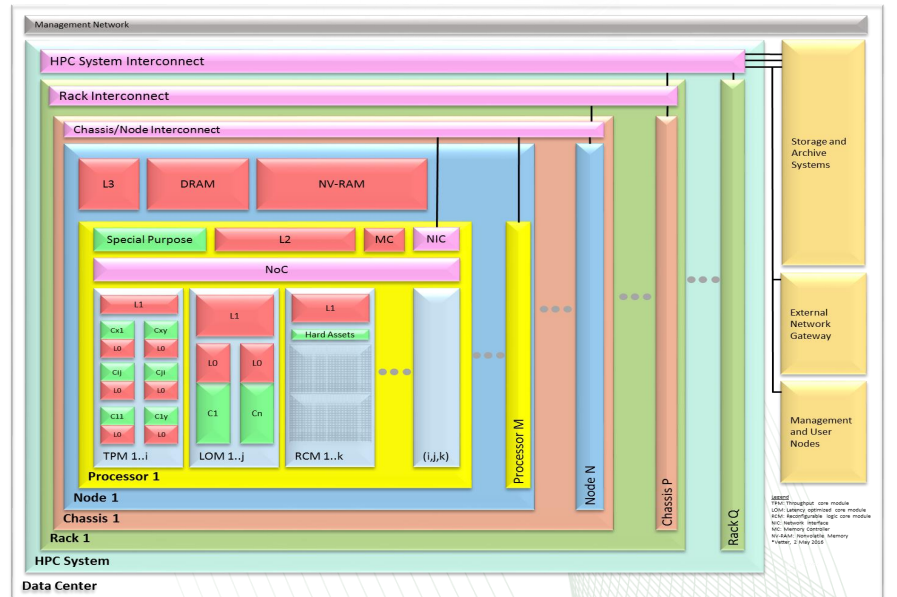 Management Network
HPC System Interconnect
Rack Interconnect
Chassis/Node Interconnect
L3
DRAM
NV-RAM
Special Purpose
L2
MC
NIC
NoC
L1
Cx1
Cxy
L0
L0
Cij
Cji
L0
L0
C11
C1y
L0
L0
TPM 1..i
L1
L0
L0
C1
Cn
LOM 1..j
L1
Hard Assets
RCM 1..k
(i,j,k)
Processor 1
Processor M
Node 1
Node N
Chassis 1
Chassis P
Rack 1
Rack Q
HPC System
Data Center
Storage and
Archive
Systems
External
Network
Gateway
Management
and User
Nodes
Legend
TPM: Throughput core module
LOM: Latency optimized core module
RCM: Reconfigurable logic core module
NIC: Network Interface
MC: Memory Controller
NV-RAM: Nonvolatile Memory
*Vetter, 2 May 2016